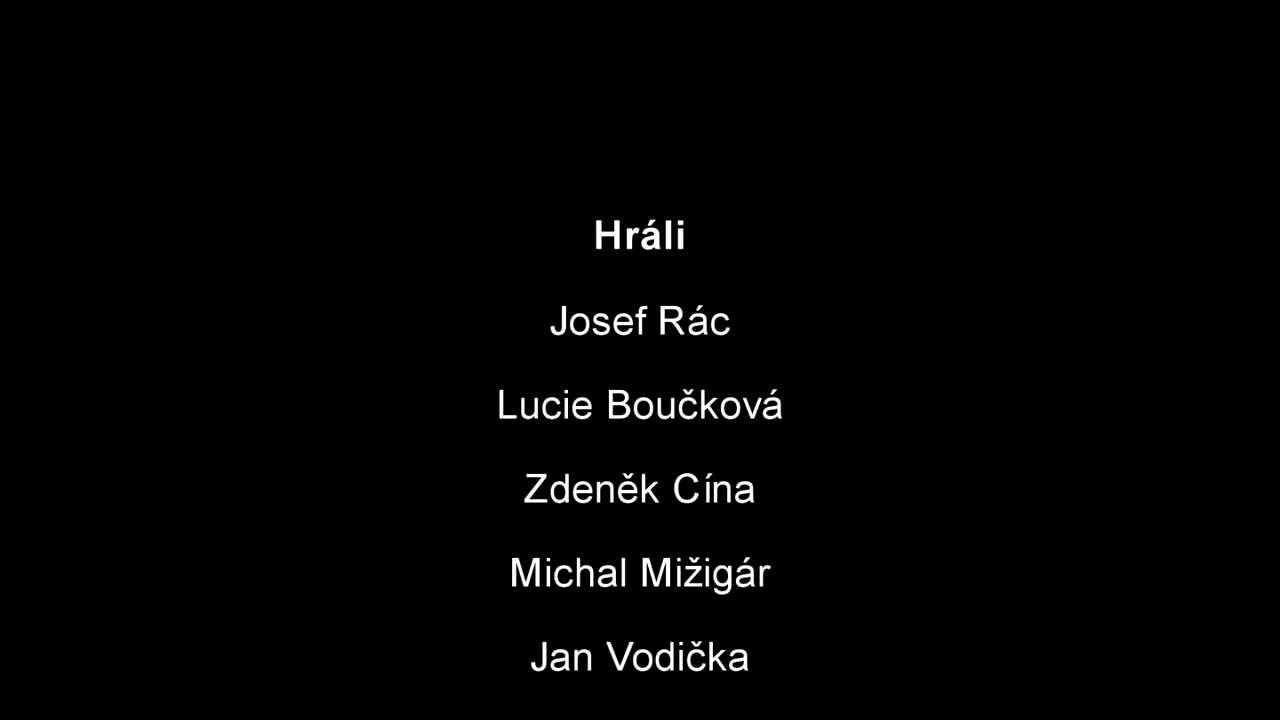 Hráli
Josef Rác
Lucie Boučková
Zdeněk Cína
Michal Mižigár
Jan Vodička